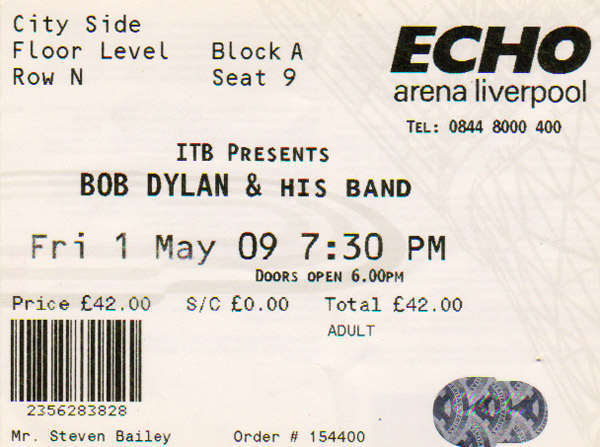 City Side
Floor Level Block A
Row N Seat 9
ECHO
arena liverpool
TEL: 0844 8000 400
ITB PRESENTS
BOB DYLAN & HIS BAND
Fri 1 May 09 7:30 PM
DOORS OPEN 6.00PM
Price £42.00 S/C £0.00 Total £42.00
ADULT
2356283828
Mr. Steven Bailey Order # 154400